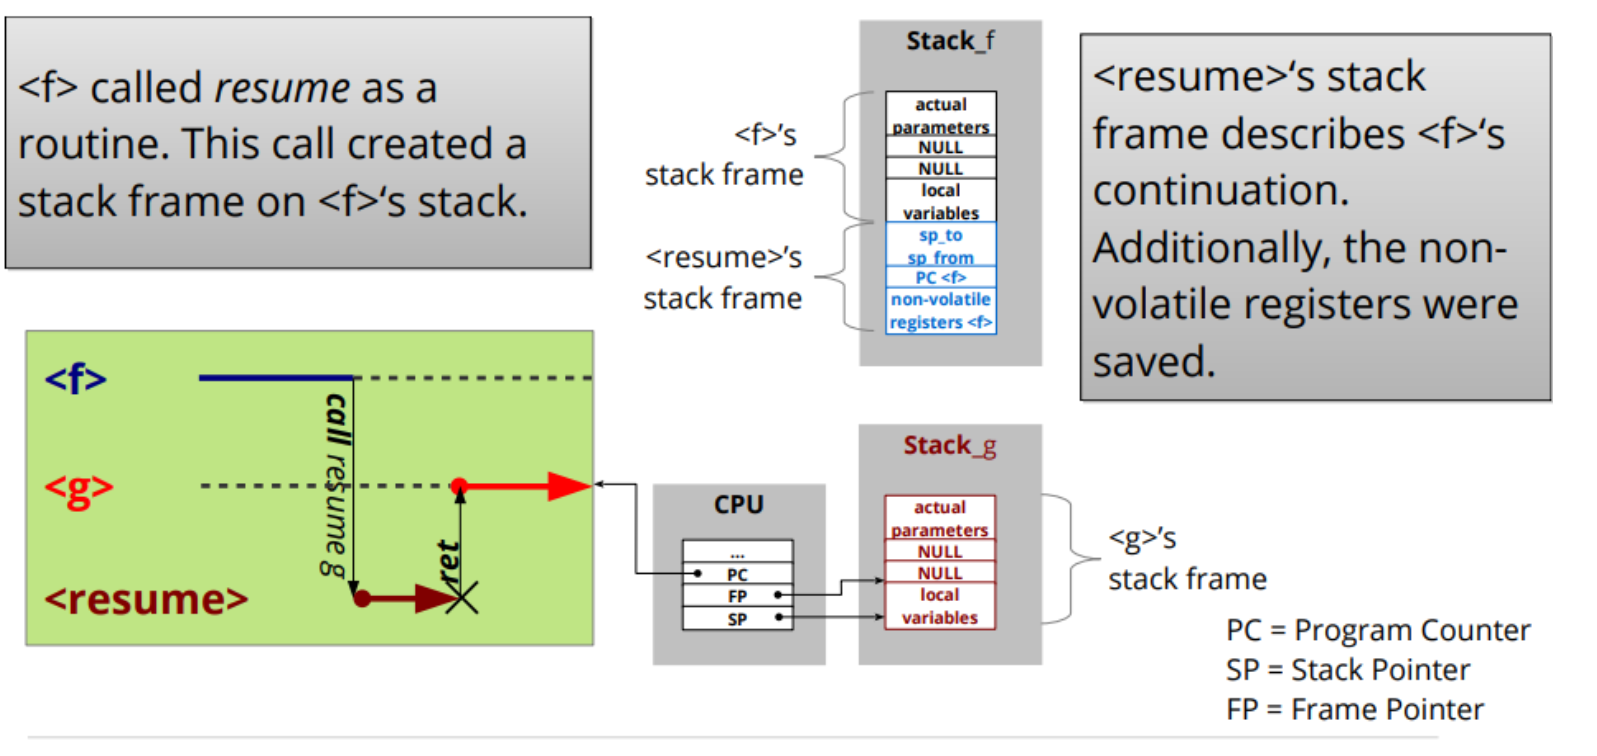 <f> called resume as a
routine. This call created a
stack frame on <f>‘s stack.
Stack_f
<f>’s
stack frame
actual
parameters
NULL
NULL
local
variables
<resume>’s
stack frame
sp_to
sp_from
PC <f>
non-volatile
registers <f>
<resume>‘s stack
frame describes <f>‘s
continuation.
Additionally, the non-
volatile registers were
saved.
<f>
<g>
<resume>
call resume g
ret
CPU
...
PC
FP
SP
Stack_g
actual
parameters
NULL
NULL
local
variables
<g>’s
stack frame
PC = Program Counter
SP = Stack Pointer
FP = Frame Pointer